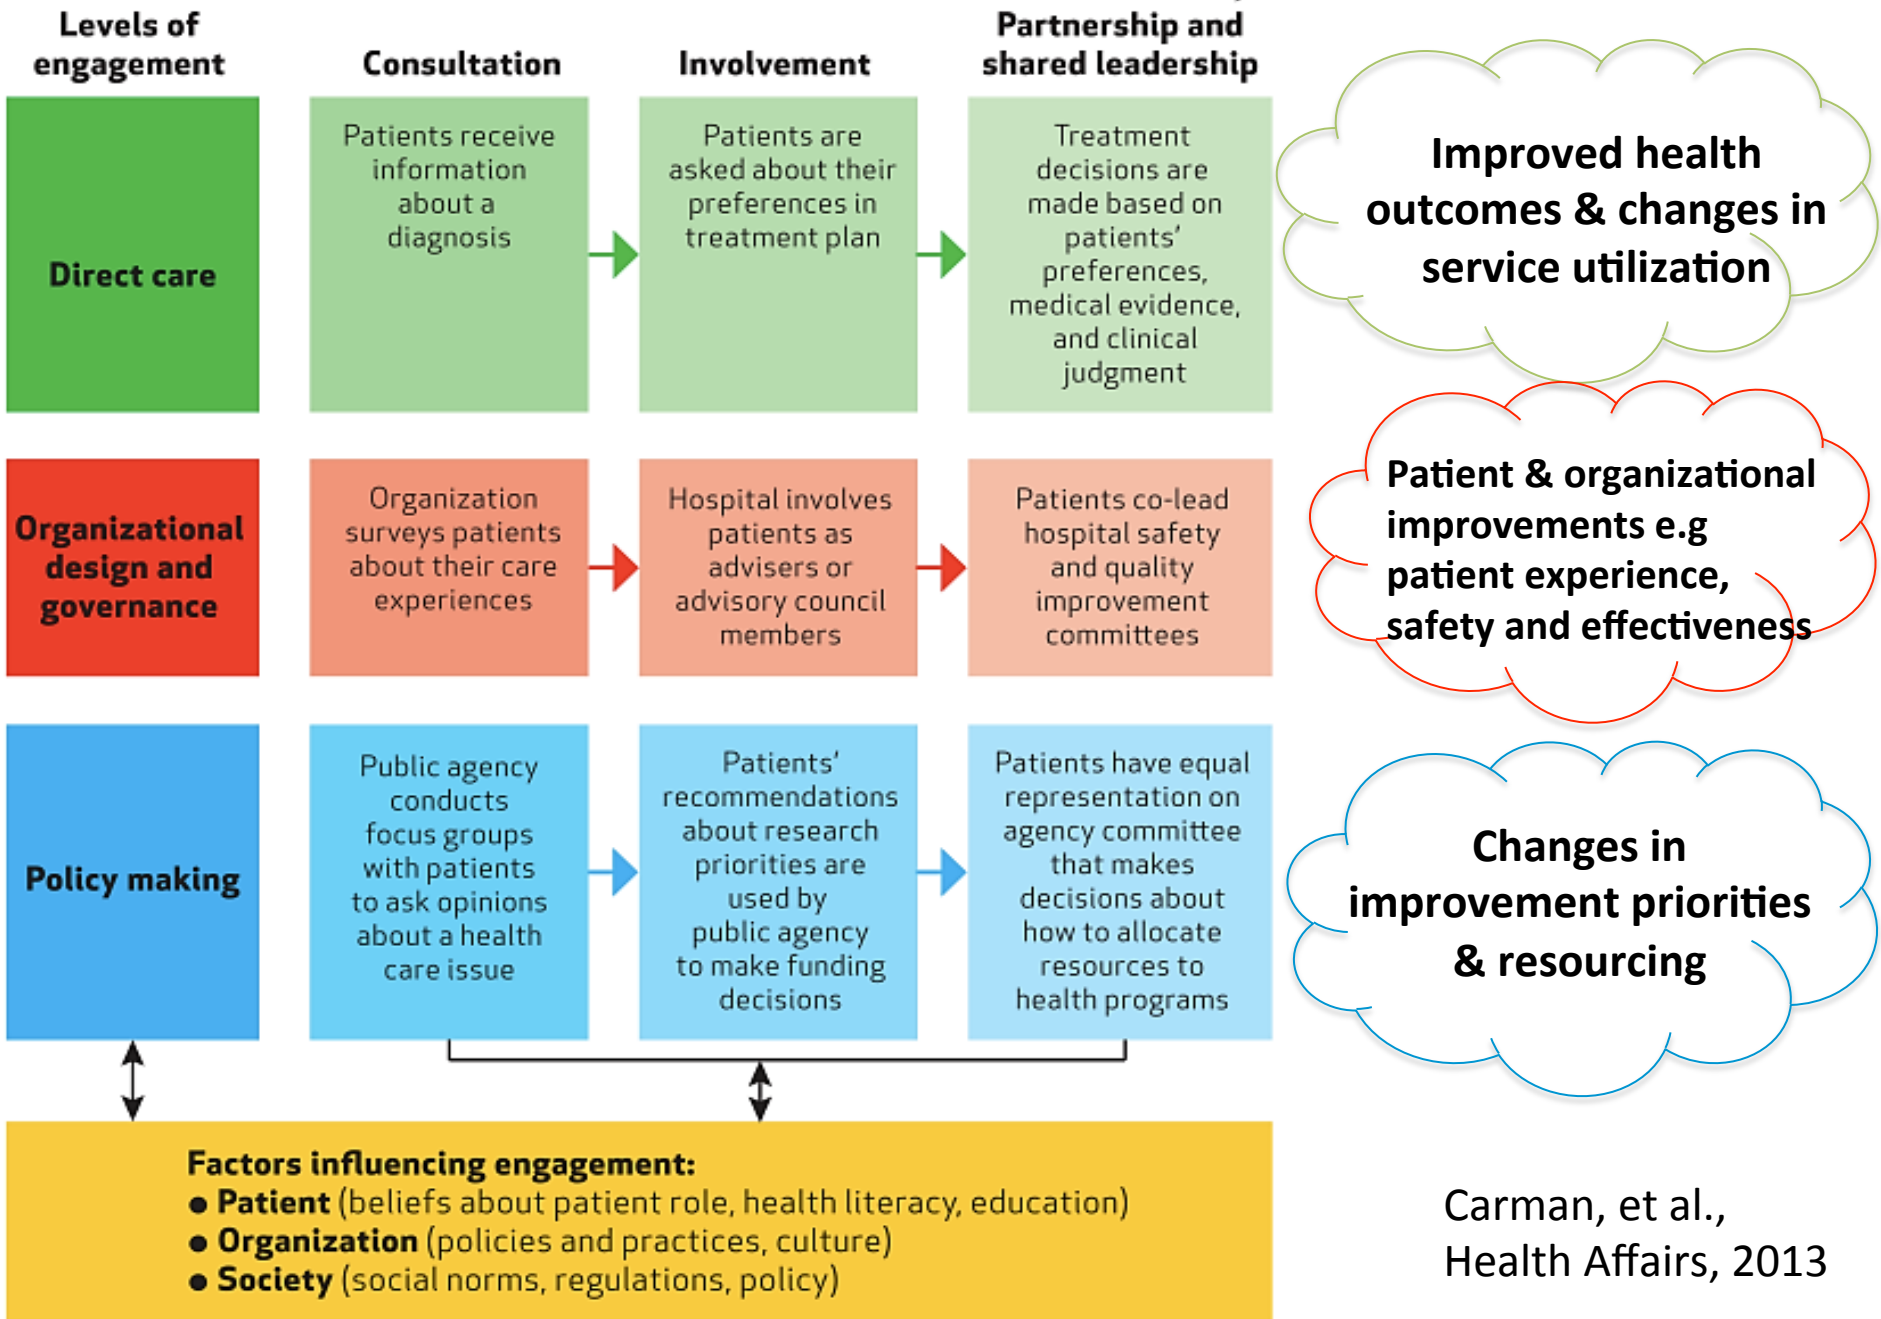 Levels of
engagement
Consultation
Involvement
Partnership and
shared leadership
Direct care
Patients receive
information
about a
diagnosis
Patients are
asked about their
preferences in
treatment plan
Treatment
decisions are
made based on
patients’
preferences,
medical evidence,
and clinical
judgment
Improved health
outcomes & changes in
service utilization
Organizational
design and
governance
Organization
surveys patients
about their care
experiences
Hospital involves
patients as
advisers or
advisory council
members
Patients co-lead
hospital safety
and quality
improvement
committees
Patient & organizational
improvements e.g
patient experience,
safety and effectiveness
Policy making
Public agency
conducts
focus groups
with patients
to ask opinions
about a health
care issue
Patients’
recommendations
about research
priorities are
used by
public agency
to make funding
decisions
Patients have equal
representation on
agency committee
that makes
decisions about
how to allocate
resources to
health programs
Changes in
improvement priorities
& resourcing
Factors influencing engagement:
● Patient (beliefs about patient role, health literacy, education)
● Organization (policies and practices, culture)
● Society (social norms, regulations, policy)
Carman, et al.,
Health Affairs, 2013